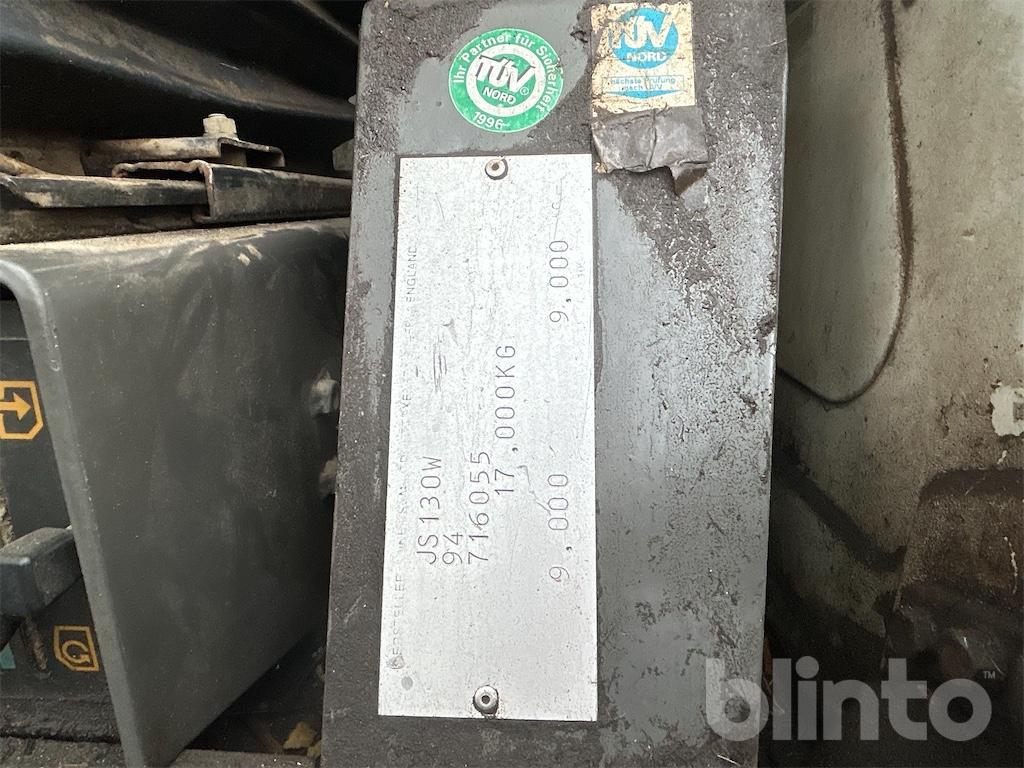 Ihr Partner für Sicherheit
TÜV
NORD®
1996
TÜV
NORD
nächste Prüfung
ENGLAND
JS130W
94
716055
17,000KG
9,000
9,000
blinto™